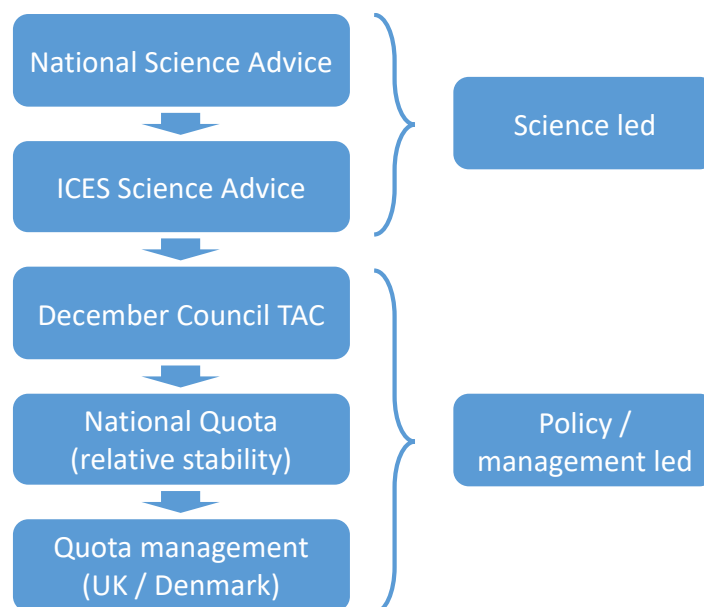 National Science Advice
Science led
ICES Science Advice
December Council TAC
National Quota
(relative stability)
Policy /
management led
Quota management
(UK / Denmark)